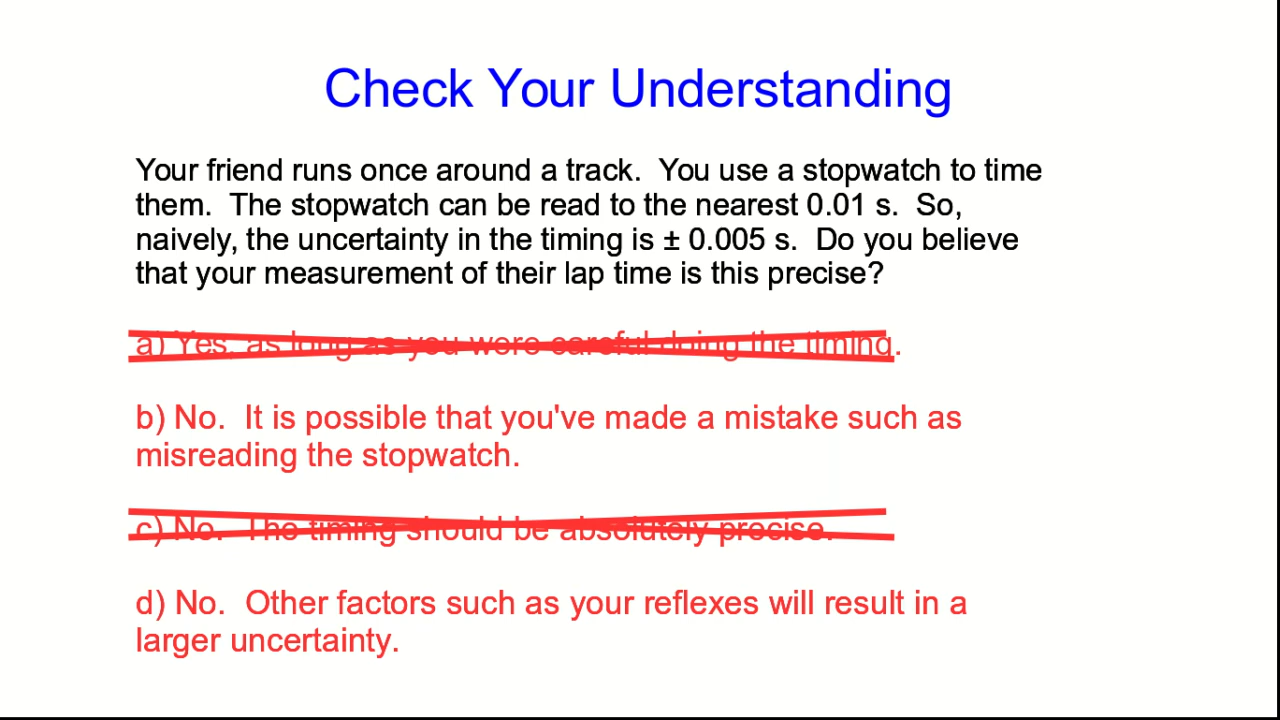 Check Your Understanding
Your friend runs once around a track. You use a stopwatch to time
them. The stopwatch can be read to the nearest 0.01 s. So,
naively, the uncertainty in the timing is ± 0.005 s. Do you believe
that your measurement of their lap time is this precise?
a) Yes, as long as you were careful doing the timing.
b) No. It is possible that you've made a mistake such as
misreading the stopwatch.
c) No. The timing should be absolutely precise.
d) No. Other factors such as your reflexes will result in a
larger uncertainty.